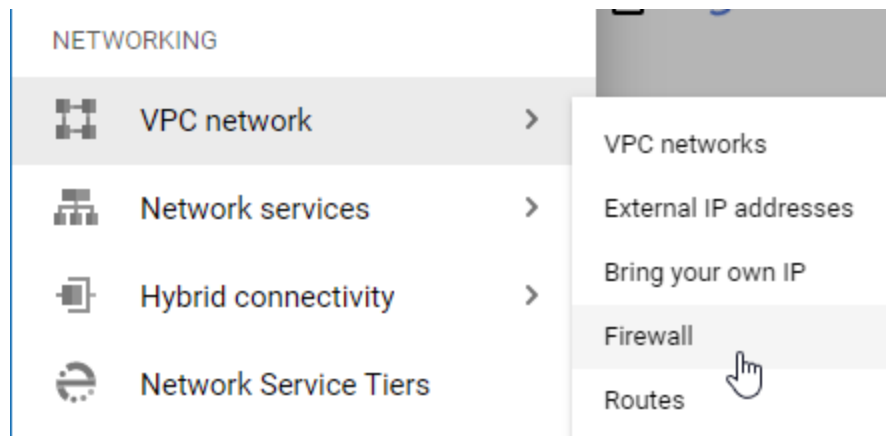 NETWORKING
VPC network
Network services
Hybrid connectivity
Network Service Tiers
VPC networks
External IP addresses
Bring your own IP
Firewall
Routes